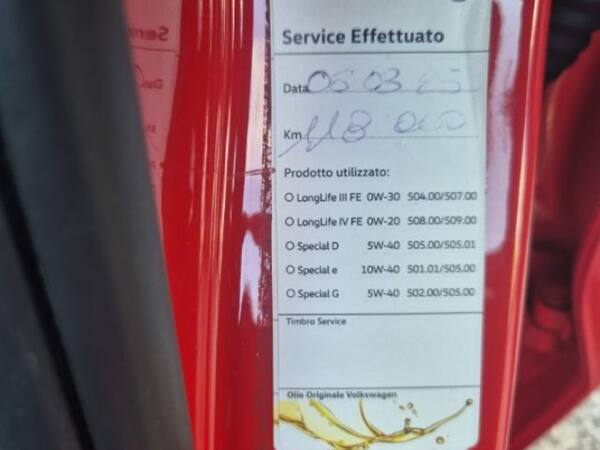 Service Effettuato
Data 06 03 25
Km 118 000
Prodotto utilizzato:
O LongLife III FE 0W-30 504.00/507.00
O LongLife IV FE 0W-20 508.00/509.00
O Special D 5W-40 505.00/505.01
O Special e 10W-40 501.01/505.00
O Special G 5W-40 502.00/505.00
Timbro Service
Olio Originale Volkswagen